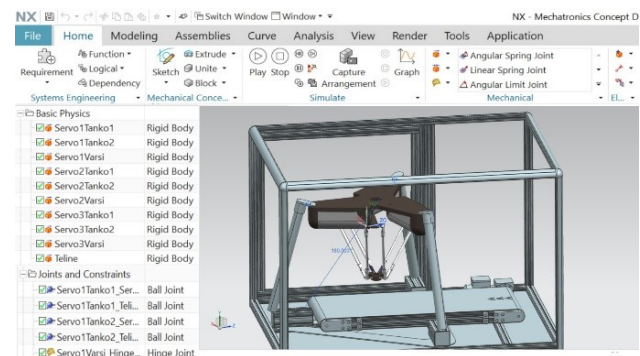 NX Switch Window Window NX - Mechatronics Concept D
File Home Modeling Assemblies Curve Analysis View Render Tools Application
Function Extrude Angular Spring Joint
Requirement Logical Sketch Unite Play Stop Capture Graph Linear Spring Joint
Dependency Block Arrangement Angular Limit Joint
Systems Engineering Mechanical Conce... Simulate Mechanical El...
Basic Physics
Servo1Tanko1 Rigid Body
Servo1Tanko2 Rigid Body
Servo1Varsi Rigid Body
Servo2Tanko1 Rigid Body
Servo2Tanko2 Rigid Body
Servo2Varsi Rigid Body
Servo3Tanko1 Rigid Body
Servo3Tanko2 Rigid Body
Servo3Varsi Rigid Body
Teline Rigid Body
Joints and Constraints
Servo1Tanko1_Ser... Ball Joint
Servo1Tanko1_Teli... Ball Joint
Servo1Tanko2_Ser... Ball Joint
Servo1Tanko2_Teli... Ball Joint
Servo1Varsi_Hinge... Hinge Joint